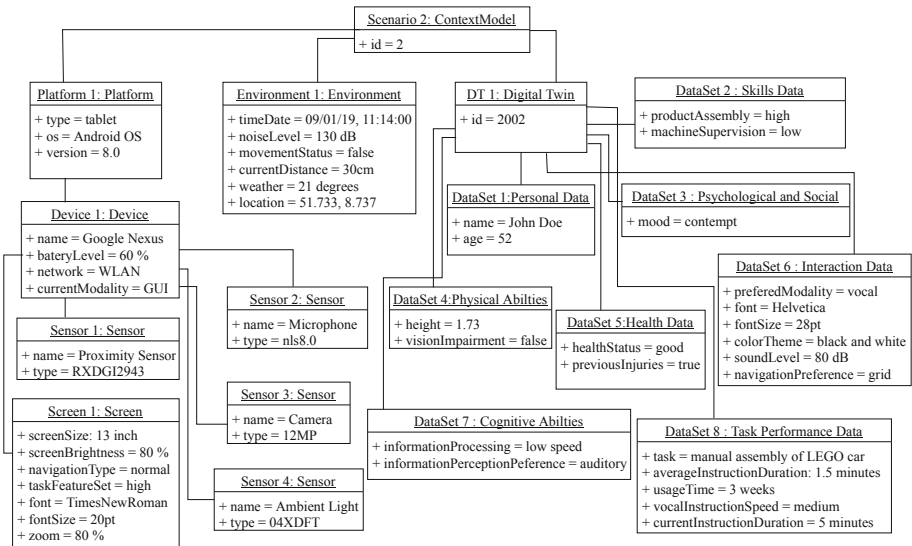 Scenario 2: ContextModel
+ id = 2
Platform 1: Platform
+ type = tablet
+ os = Android OS
+ version = 8.0
Environment 1: Environment
+ timeDate = 09/01/19, 11:14:00
+ noiseLevel = 130 dB
+ movementStatus = false
+ currentDistance = 30cm
+ weather = 21 degrees
+ location = 51.733, 8.737
DT 1: Digital Twin
+ id = 2002
DataSet 2 : Skills Data
+ productAssembly = high
+ machineSupervision = low
Device 1: Device
+ name = Google Nexus
+ bateryLevel = 60 %
+ network = WLAN
+ currentModality = GUI
DataSet 1:Personal Data
+ name = John Doe
+ age = 52
DataSet 3 : Psychological and Social
+ mood = contempt
Sensor 1: Sensor
+ name = Proximity Sensor
+ type = RXDGI2943
Sensor 2: Sensor
+ name = Microphone
+ type = nls8.0
DataSet 4:Physical Abilties
+ height = 1.73
+ visionImpairment = false
DataSet 5:Health Data
+ healthStatus = good
+ previousInjuries = true
DataSet 6 : Interaction Data
+ preferedModality = vocal
+ font = Helvetica
+ fontSize = 28pt
+ colorTheme = black and white
+ soundLevel = 80 dB
+ navigationPreference = grid
Screen 1: Screen
+ screenSize: 13 inch
+ screenBrightness = 80 %
+ navigationType = normal
+ taskFeatureSet = high
+ font = TimesNewRoman
+ fontSize = 20pt
+ zoom = 80 %
Sensor 3: Sensor
+ name = Camera
+ type = 12MP
Sensor 4: Sensor
+ name = Ambient Light
+ type = 04XDFT
DataSet 7 : Cognitive Abilties
+ informationProcessing = low speed
+ informationPerceptionPeference = auditory
DataSet 8 : Task Performance Data
+ task = manual assembly of LEGO car
+ averageInstructionDuration: 1.5 minutes
+ usageTime = 3 weeks
+ vocalInstructionSpeed = medium
+ currentInstructionDuration = 5 minutes